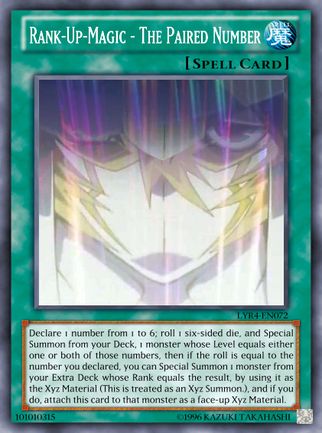 Rank-Up-Magic - The Paired Number
SPELL
魔
[Spell Card]
LYR4-EN072
Declare 1 number from 1 to 6; roll 1 six-sided die, and Special
Summon from your Deck, 1 monster whose Level equals either
one or both of those numbers, then if the roll is equal to the
number you declared, you can Special Summon 1 monster from
your Extra Deck whose Rank equals the result, by using it as
the Xyz Material (This is treated as an Xyz Summon.), and if you
do, attach this card to that monster as a face-up Xyz Material.
101010315
©1996 KAZUKI TAKAHASHI